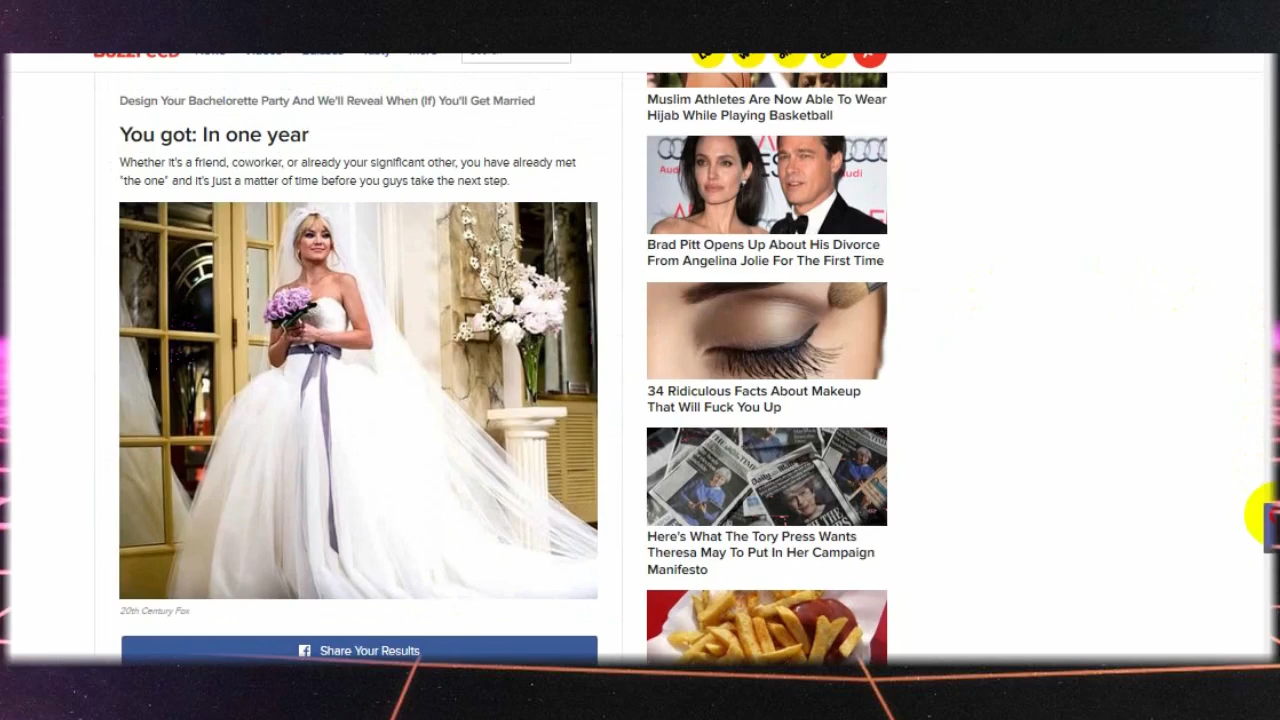 Design Your Bachelorette Party And We'll Reveal When (If) You'll Get Married
You got: In one year
Whether it's a friend, coworker, or already your significant other, you have already met
"the one" and it's just a matter of time before you guys take the next step.
20th Century Fox
Share Your Results
Muslim Athletes Are Now Able To Wear
Hijab While Playing Basketball
Brad Pitt Opens Up About His Divorce
From Angelina Jolie For The First Time
34 Ridiculous Facts About Makeup
That Will Fuck You Up
Here's What The Tory Press Wants
Theresa May To Put In Her Campaign
Manifesto